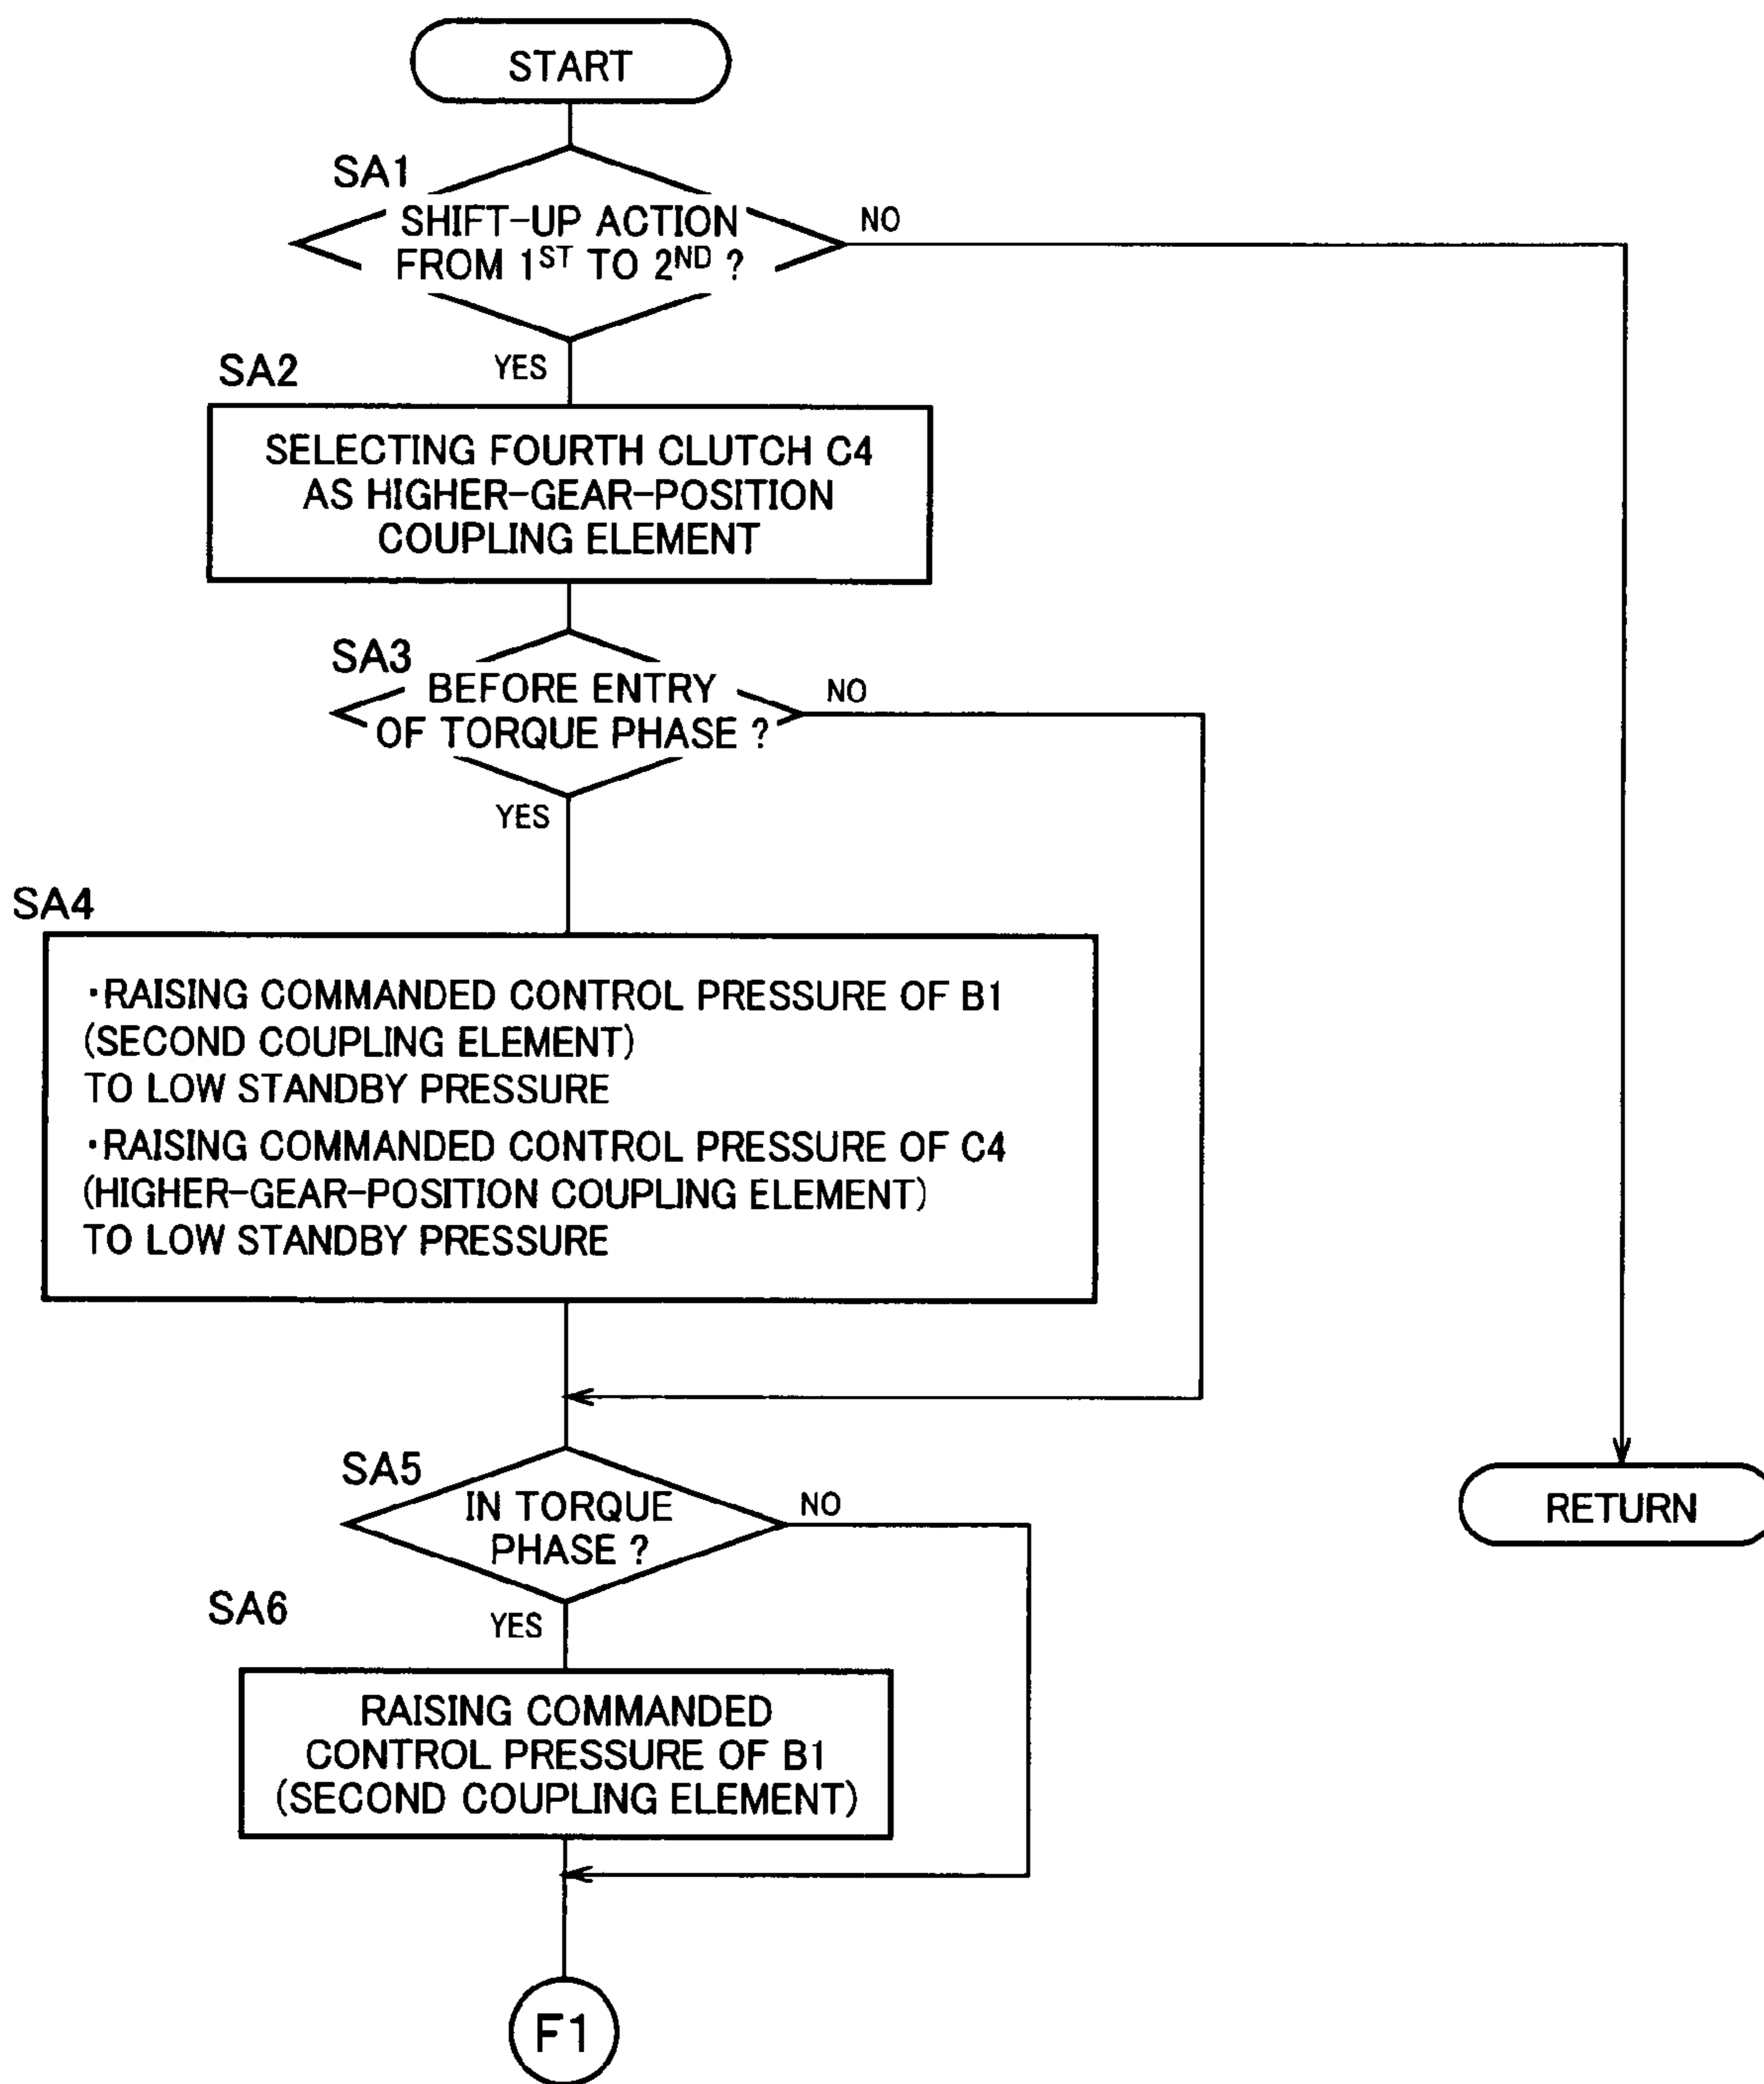 START
SA1
SHIFT-UP ACTION
FROM 1ST TO 2ND ?
NO
YES
SA2
SELECTING FOURTH CLUTCH C4
AS HIGHER-GEAR-POSITION
COUPLING ELEMENT
SA3
BEFORE ENTRY
OF TORQUE PHASE ?
NO
YES
SA4
・RAISING COMMANDED CONTROL PRESSURE OF B1
(SECOND COUPLING ELEMENT)
TO LOW STANDBY PRESSURE
・RAISING COMMANDED CONTROL PRESSURE OF C4
(HIGHER-GEAR-POSITION COUPLING ELEMENT)
TO LOW STANDBY PRESSURE
SA5
IN TORQUE
PHASE ?
NO
YES
RETURN
SA6
RAISING COMMANDED
CONTROL PRESSURE OF B1
(SECOND COUPLING ELEMENT)
F1